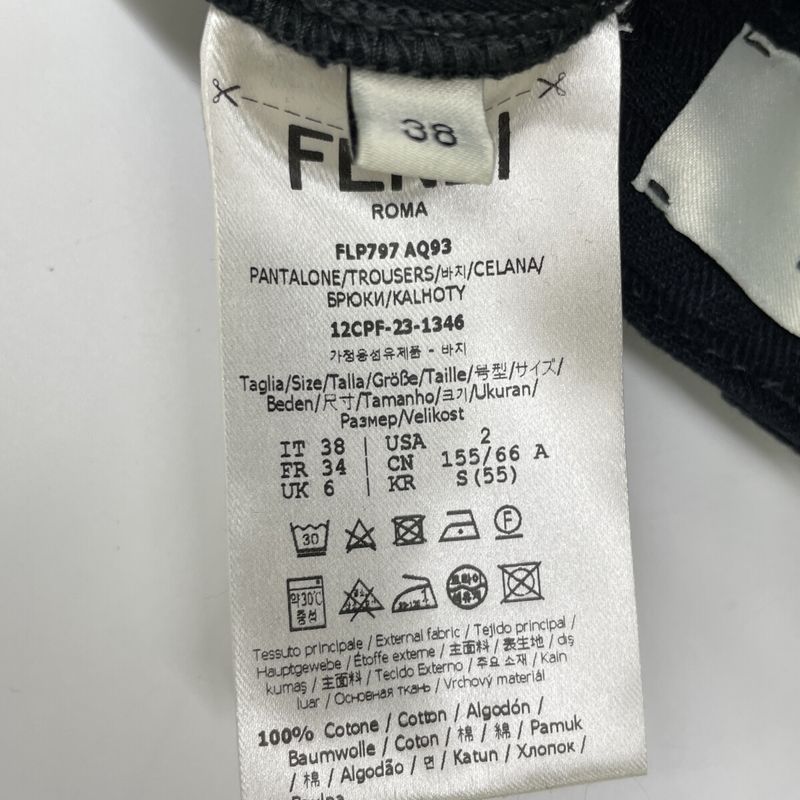 38
FENDI
ROMA
FLP797 AQ93
PANTALONE/TROUSERS/바지/CELANA/
БРЮКИ/KALHOTY
12CPF-23-1346
가정용섬유제품 - 바지
Taglia/Size/Talla/Größe/Taille/号型/サイズ/
Beden/尺寸/Tamanho/크기/Ukuran/
Размер/Velikost
IT 38 | USA 2
FR 34 | CN 155/66 A
UK 6 | KR S(55)
30 F
약30℃
중성
드라이
Tessuto principale / External fabric / Tejido principal /
Hauptgewebe / Étoffe externe / 主面料 / 表生地 / dış
kumaş / 主面料 / Tecido Externo / 주요 소재 / Kain
luar / Основная ткань / Vrchový materiál
100% Cotone / Cotton / Algodón /
Baumwolle / Coton / 棉 / 綿 / Pamuk
/ 棉 / Algodão / 면 / Katun / Хлопок /